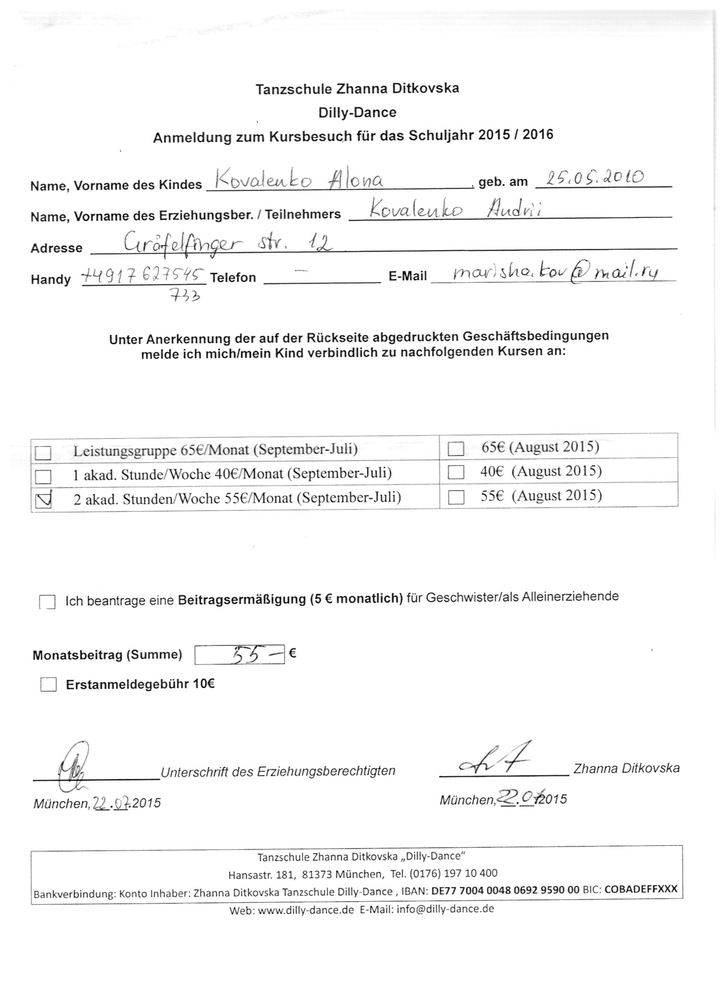 Tanzschule Zhanna Ditkovska
Dilly-Dance
Anmeldung zum Kursbesuch für das Schuljahr 2015 / 2016
Name, Vorname des Kindes Kovalenko Alona , geb. am 25.05.2010
Name, Vorname des Erziehungsber. / Teilnehmers Kovalenko Andrii
Adresse Gräfelfinger str. 12
Handy +4917627545 Telefon — E-Mail marisha.kov@mail.ry
733
Unter Anerkennung der auf der Rückseite abgedruckten Geschäftsbedingungen
melde ich mich/mein Kind verbindlich zu nachfolgenden Kursen an:
Leistungsgruppe 65€/Monat (September-Juli) 65€ (August 2015)
1 akad. Stunde/Woche 40€/Monat (September-Juli) 40€ (August 2015)
2 akad. Stunden/Woche 55€/Monat (September-Juli) 55€ (August 2015)
Ich beantrage eine Beitragsermäßigung (5 € monatlich) für Geschwister/als Alleinerziehende
Monatsbeitrag (Summe) 55 — €
Erstanmeldegebühr 10€
Unterschrift des Erziehungsberechtigten Zhanna Ditkovska
München, 22.07.2015 München, 22.07.2015
Tanzschule Zhanna Ditkovska „Dilly-Dance“
Hansastr. 181, 81373 München, Tel. (0176) 197 10 400
Bankverbindung: Konto Inhaber: Zhanna Ditkovska Tanzschule Dilly-Dance , IBAN: DE77 7004 0048 0692 9590 00 BIC: COBADEFFXXX
Web: www.dilly-dance.de E-Mail: info@dilly-dance.de